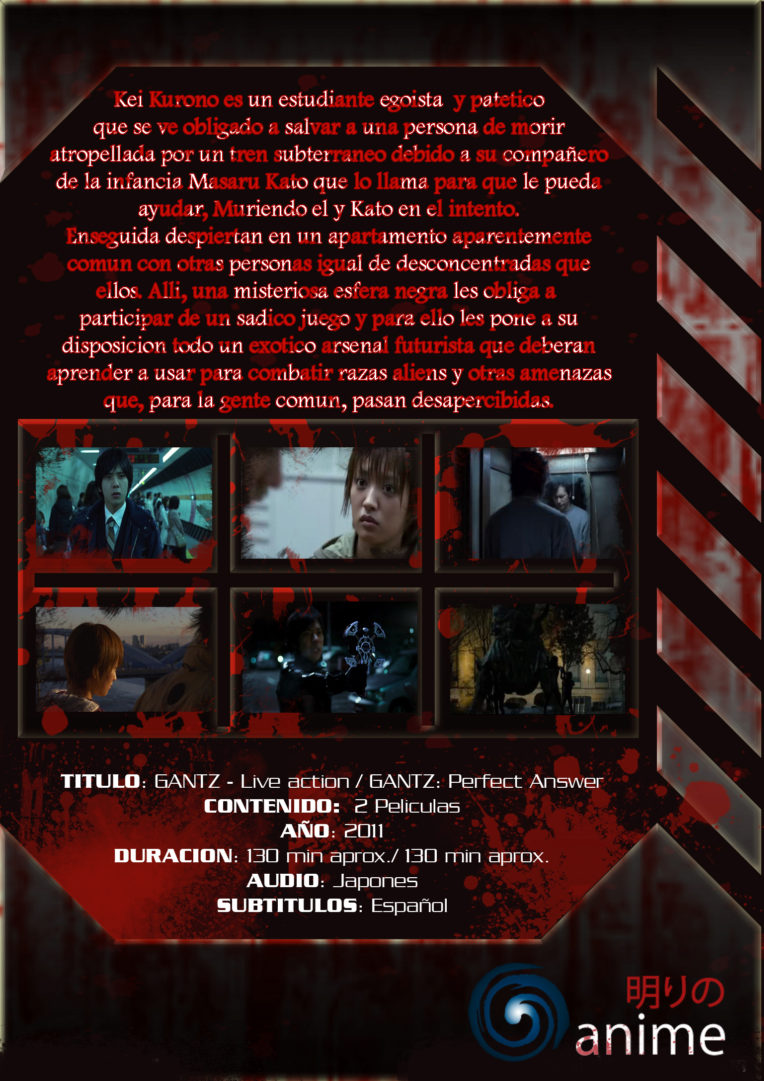 Kei Kurono es un estudiante egoista y patetico
que se ve obligado a salvar a una persona de morir
atropellada por un tren subterraneo debido a su compañero
de la infancia Masaru Kato que lo llama para que le pueda
ayudar, Muriendo el y Kato en el intento.
Enseguida despiertan en un apartamento aparentemente
comun con otras personas igual de desconcentradas que
ellos. Alli, una misteriosa esfera negra les obliga a
participar de un sadico juego y para ello les pone a su
disposicion todo un exotico arsenal futurista que deberan
aprender a usar para combatir razas aliens y otras amenazas
que, para la gente comun, pasan desapercibidas.
TITULO: GANTZ - Live action / GANTZ: Perfect Answer
CONTENIDO: 2 Peliculas
AÑO: 2011
DURACION: 130 min aprox./ 130 min aprox.
AUDIO: Japones
SUBTITULOS: Español
明りの
anime